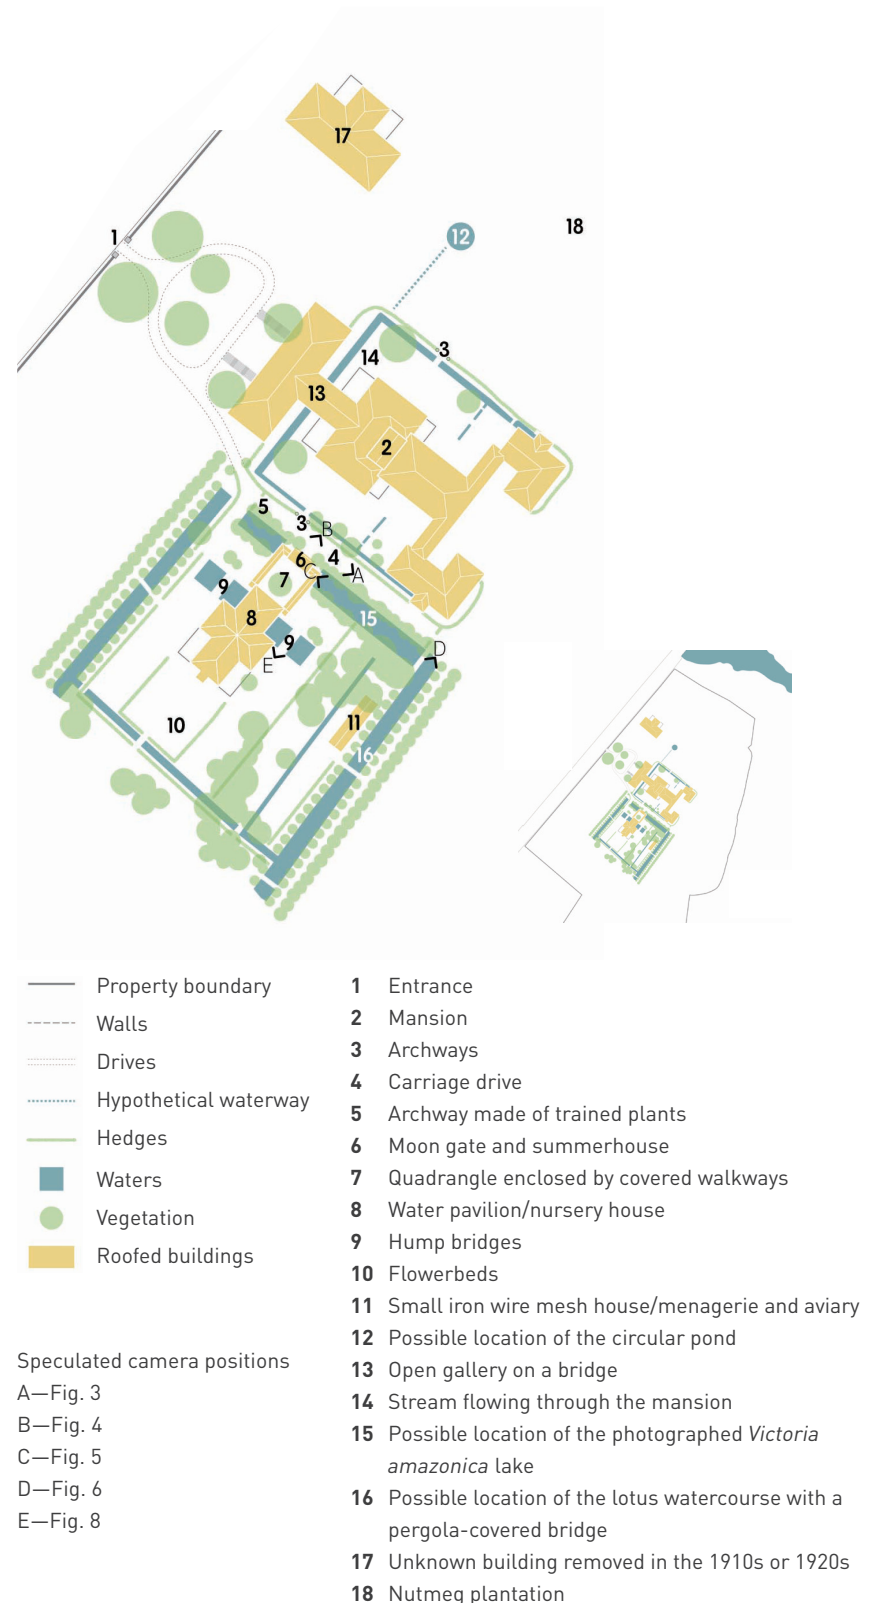 17
18
1
12
3
14
13
2
5
3
B
6
4
C
A
7
9
8
15
9
D
E
10
11
16
Property boundary
Walls
Drives
Hypothetical waterway
Hedges
Waters
Vegetation
Roofed buildings
Speculated camera positions
A—Fig. 3
B—Fig. 4
C—Fig. 5
D—Fig. 6
E—Fig. 8
1 Entrance
2 Mansion
3 Archways
4 Carriage drive
5 Archway made of trained plants
6 Moon gate and summerhouse
7 Quadrangle enclosed by covered walkways
8 Water pavilion/nursery house
9 Hump bridges
10 Flowerbeds
11 Small iron wire mesh house/menagerie and aviary
12 Possible location of the circular pond
13 Open gallery on a bridge
14 Stream flowing through the mansion
15 Possible location of the photographed Victoria
amazonica lake
16 Possible location of the lotus watercourse with a
pergola-covered bridge
17 Unknown building removed in the 1910s or 1920s
18 Nutmeg plantation